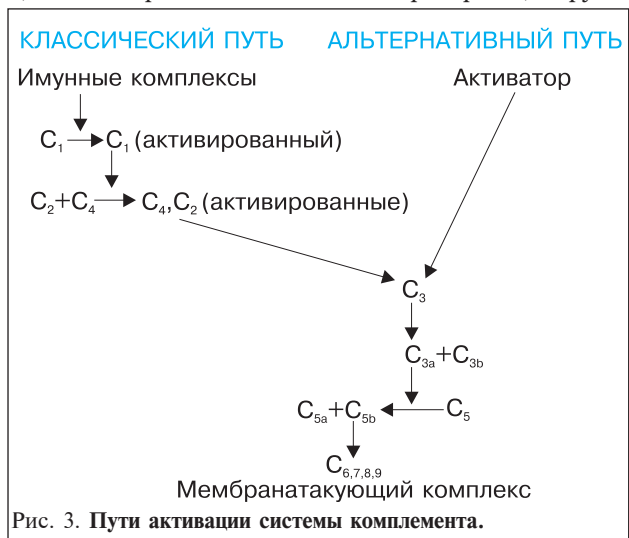 КЛАССИЧЕСКИЙ ПУТЬ АЛЬТЕРНАТИВНЫЙ ПУТЬ
Имунные комплексы Активатор
C1 C1 (активированный)
C2+C4 C4,C2 (активированные)
C3
C3a+C3b
C5a+C5b C5
C6,7,8,9
Мембранатакующий комплекс
Рис. 3. Пути активации системы комплемента.